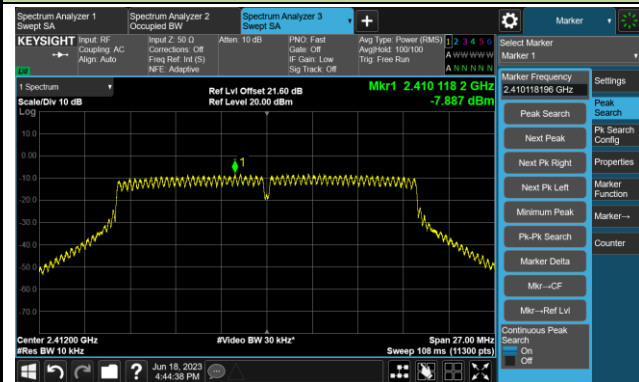 Spectrum Analyzer 1
Swept SA
Spectrum Analyzer 2
Occupied BW
Spectrum Analyzer 3
Swept SA
Marker
KEYSIGHT
Input: RF
Coupling: AC
Align: Auto
Input Z: 50 Ω
Corrections: Off
Freq Ref: Int (S)
NFE: Adaptive
Atten: 10 dB
PNO: Fast
Gate: Off
IF Gain: Low
Sig Track: Off
Avg Type: Power (RMS)
Avg|Hold: 100/100
Trig: Free Run
1 2 3 4 5 6
A W W W W W
A N N N N N
Select Marker
Marker 1
LXI
1 Spectrum
Scale/Div 10 dB
Log
Ref Lvl Offset 21.60 dB
Ref Level 20.00 dBm
Mkr1 2.410 118 2 GHz
-7.887 dBm
10.0
0.00
-10.0
-20.0
-30.0
-40.0
-50.0
-60.0
-70.0
1
Center 2.41200 GHz
#Res BW 10 kHz
#Video BW 30 kHz*
Span 27.00 MHz
Sweep 108 ms (11300 pts)
Marker Frequency
2.410118196 GHz
Peak Search
Next Peak
Next Pk Right
Next Pk Left
Minimum Peak
Pk-Pk Search
Marker Delta
Mkr→CF
Mkr→Ref Lvl
Continuous Peak
Search
On
Off
Settings
Peak
Search
Pk Search
Config
Properties
Marker
Function
Marker→
Counter
Jun 18, 2023
4:44:38 PM